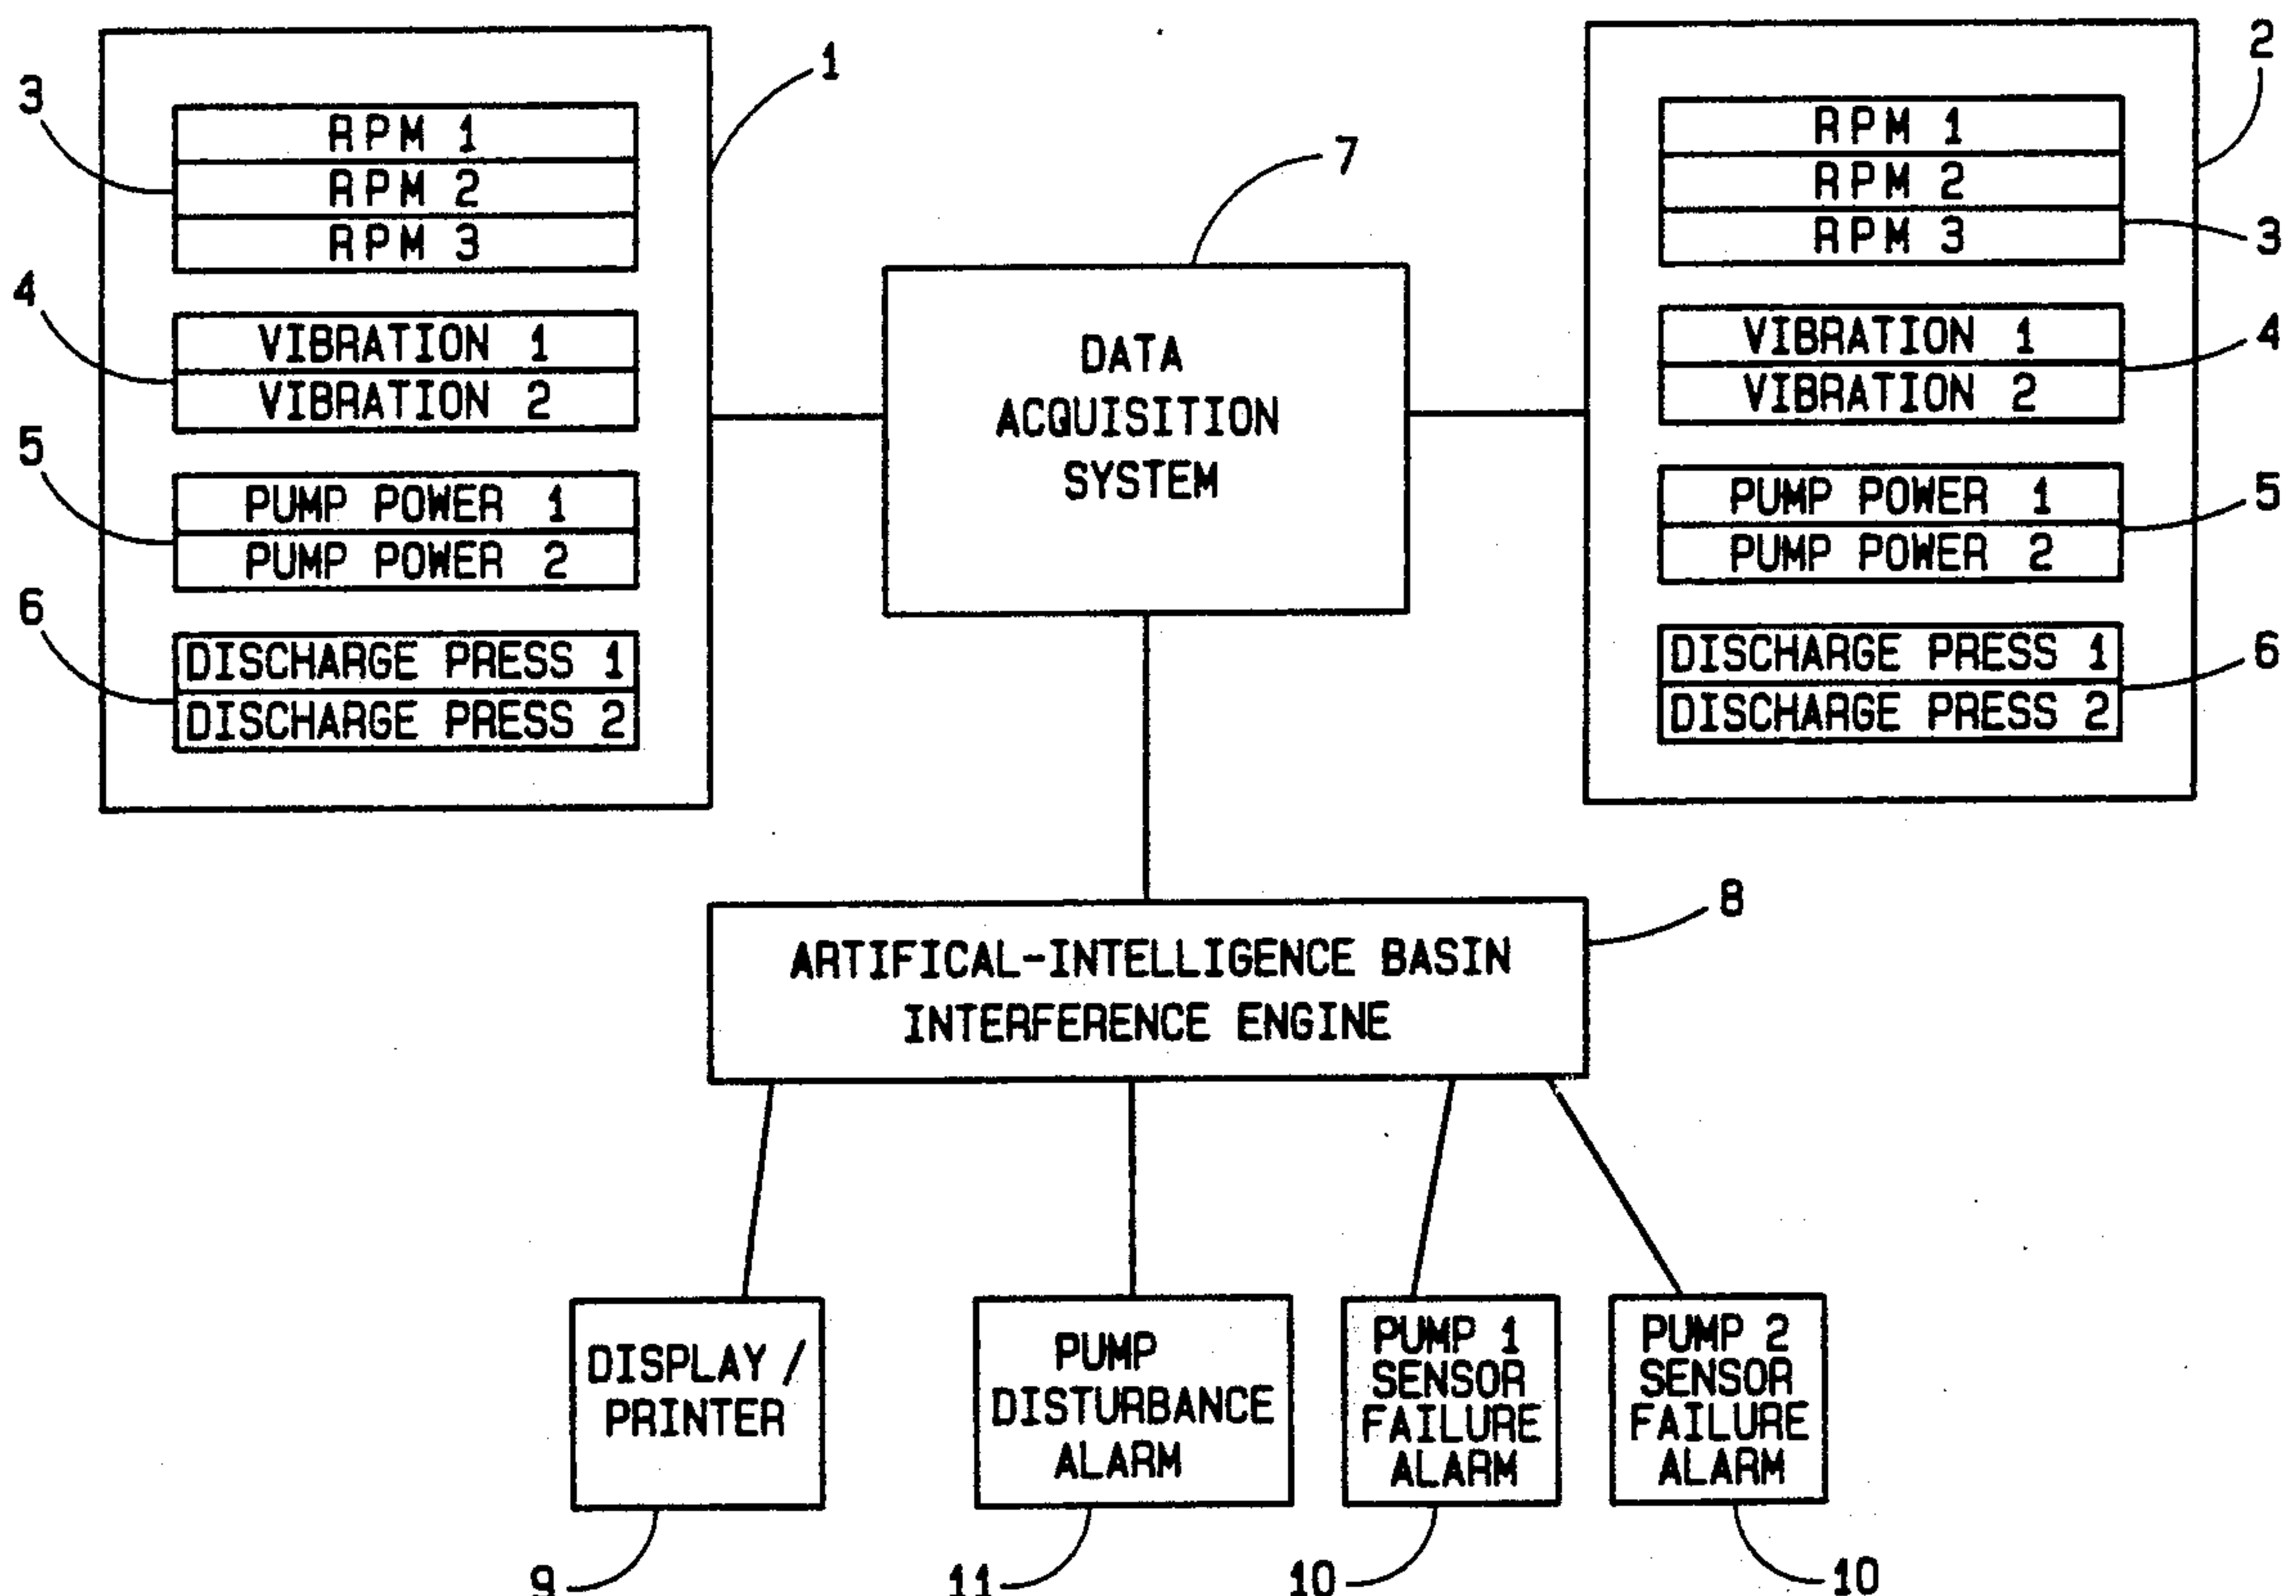 1
3
RPM 1
RPM 2
RPM 3
4
VIBRATION 1
VIBRATION 2
5
PUMP POWER 1
PUMP POWER 2
6
DISCHARGE PRESS 1
DISCHARGE PRESS 2
7
DATA
ACQUISITION
SYSTEM
2
RPM 1
RPM 2
RPM 3
3
VIBRATION 1
VIBRATION 2
4
PUMP POWER 1
PUMP POWER 2
5
DISCHARGE PRESS 1
DISCHARGE PRESS 2
6
8
ARTIFICAL-INTELLIGENCE BASIN
INTERFERENCE ENGINE
DISPLAY/
PRINTER
9
PUMP
DISTURBANCE
ALARM
11
PUMP 1
SENSOR
FAILURE
ALARM
10
PUMP 2
SENSOR
FAILURE
ALARM
10